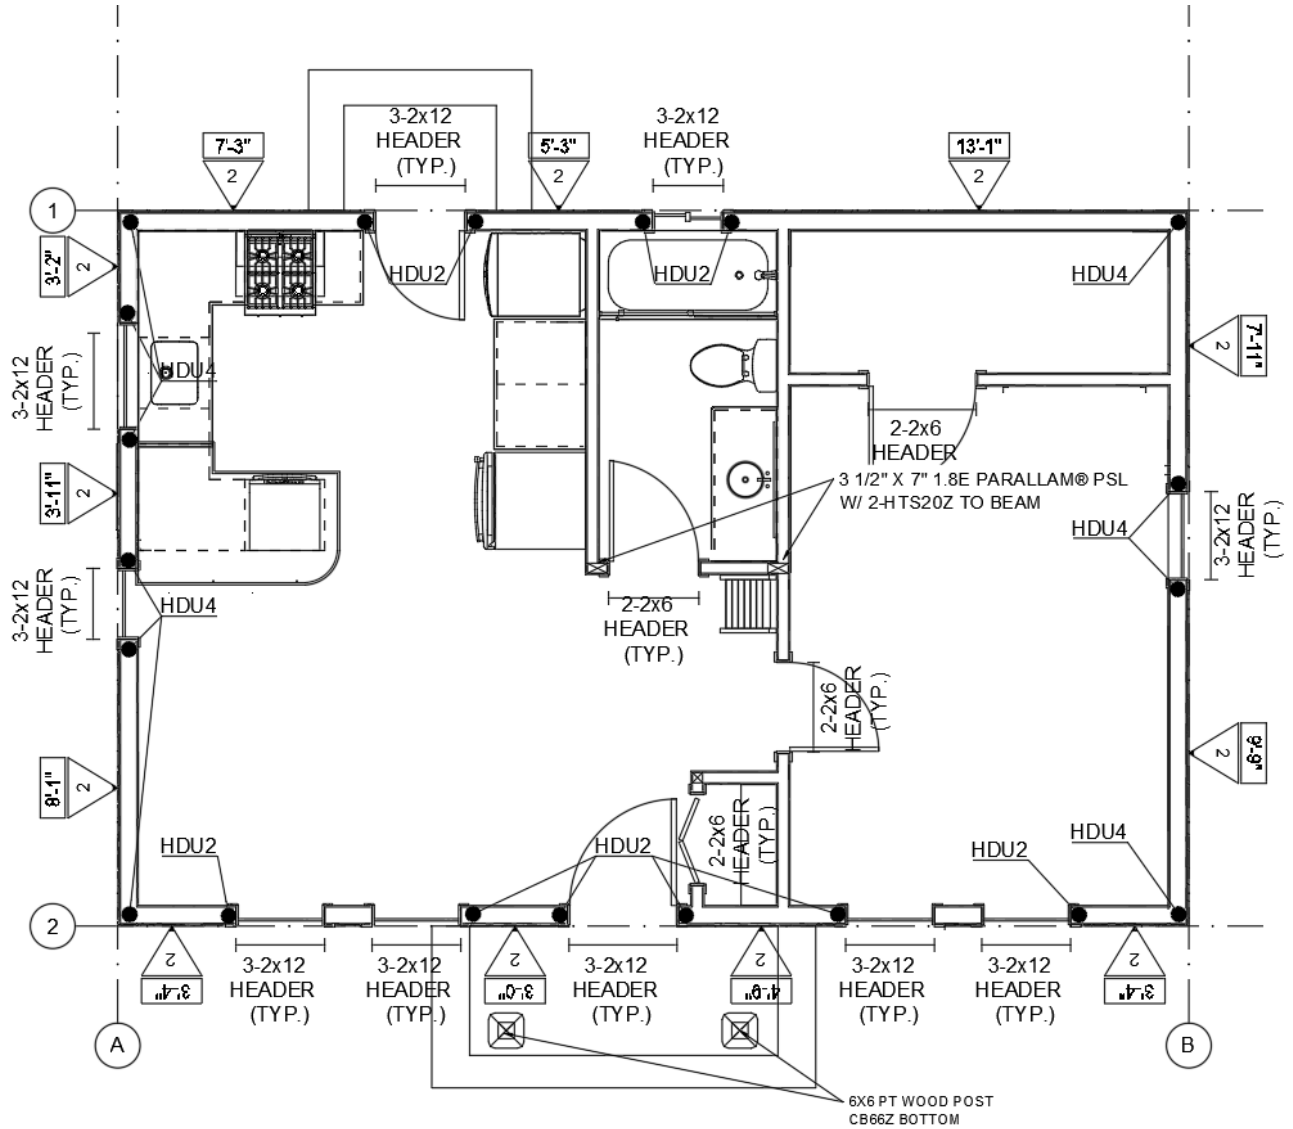 3-2x12
HEADER
(TYP.)
3-2x12
HEADER
(TYP.)
7'-3"
2
5'-3"
2
13'-1"
2
1
3'-2"
2
HDU2
HDU2
HDU4
7'-11"
2
3-2x12
HEADER
(TYP.)
HDU4
2-2x6
HEADER
3 1/2" X 7" 1.8E PARALLAM® PSL
W/ 2-HTS20Z TO BEAM
3'-11"
2
HDU4
3-2x12
HEADER
(TYP.)
3-2x12
HEADER
(TYP.)
HDU4
2-2x6
HEADER
(TYP.)
2-2x6
HEADER
(TYP.)
8'-1"
2
9'-9"
2
2-2x6
HEADER
(TYP.)
HDU2
HDU2
HDU2
HDU4
2
2
3'-4"
2
3'-0"
2
4'-9"
2
3'-4"
3-2x12
HEADER
(TYP.)
3-2x12
HEADER
(TYP.)
3-2x12
HEADER
(TYP.)
3-2x12
HEADER
(TYP.)
3-2x12
HEADER
(TYP.)
A
B
6X6 PT WOOD POST
CB66Z BOTTOM